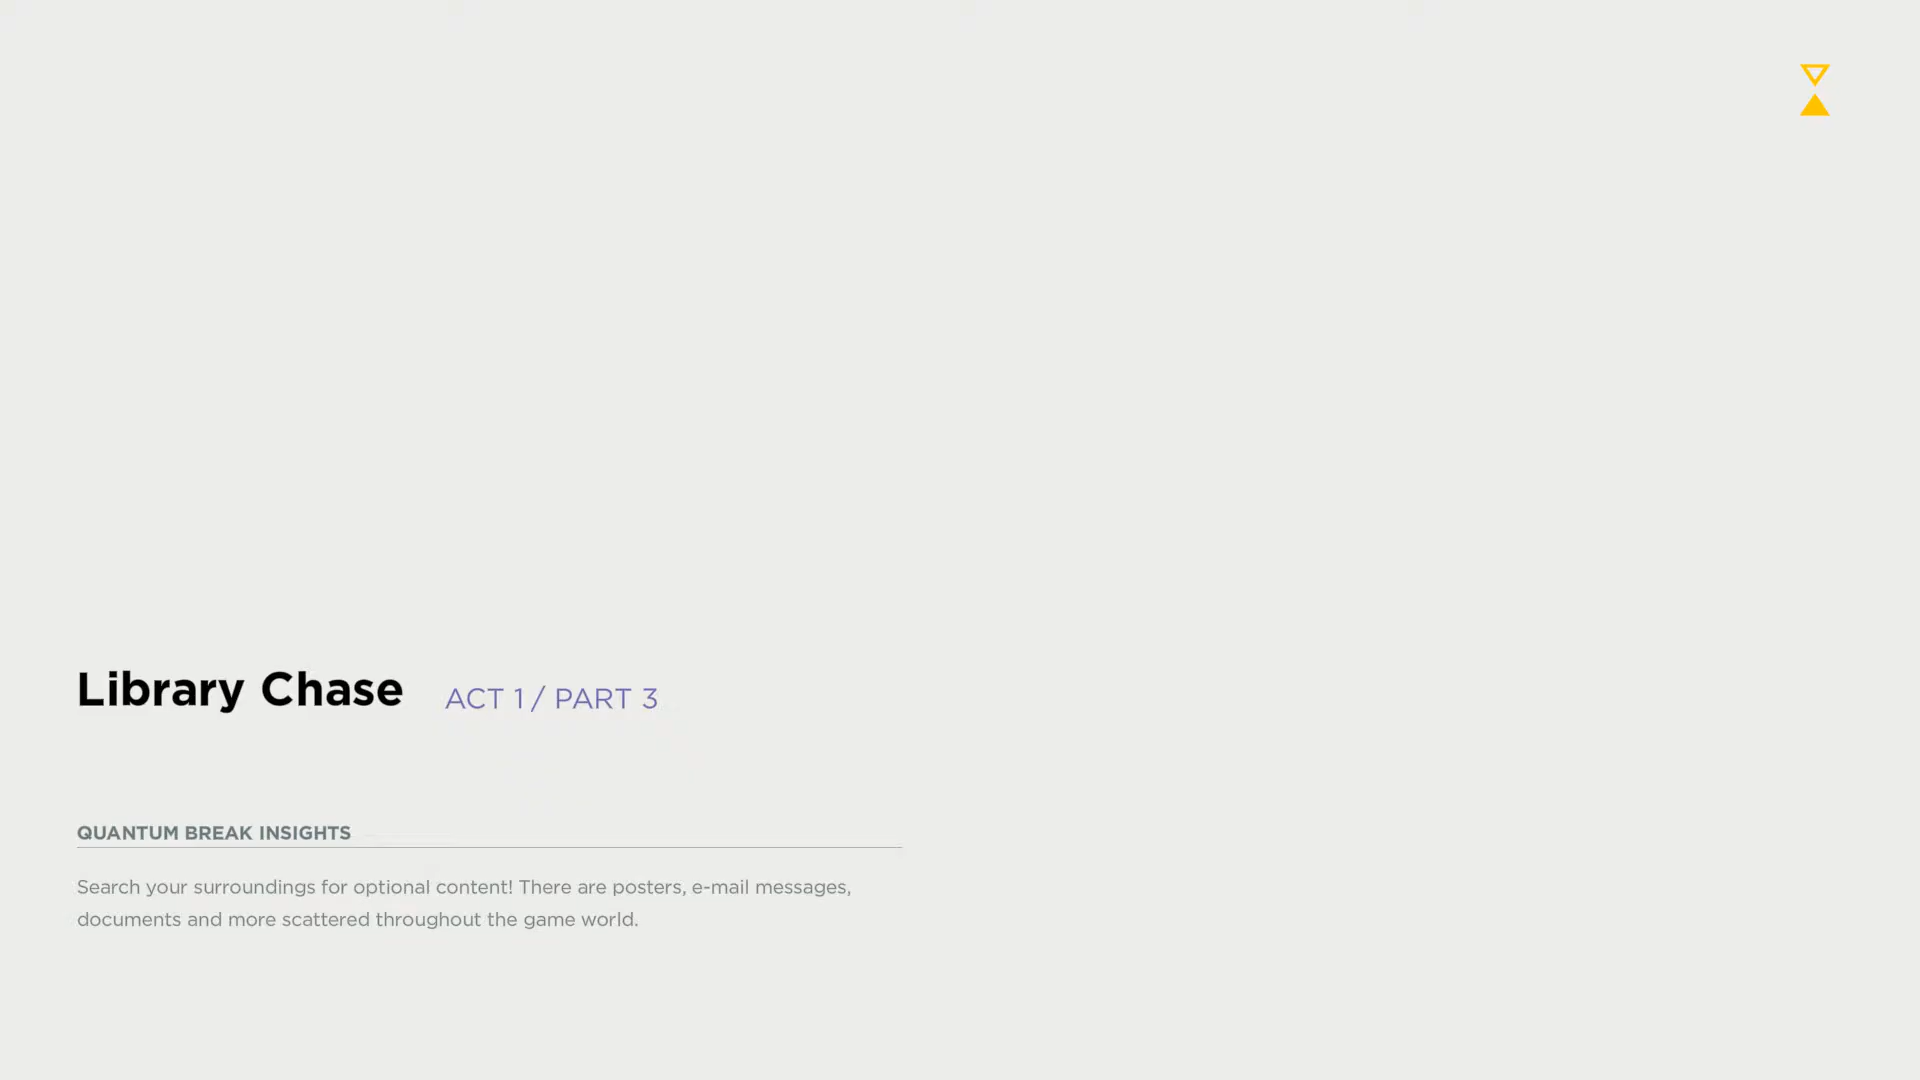 Library Chase ACT 1 / PART 3
QUANTUM BREAK INSIGHTS
Search your surroundings for optional content! There are posters, e-mail messages,
documents and more scattered throughout the game world.